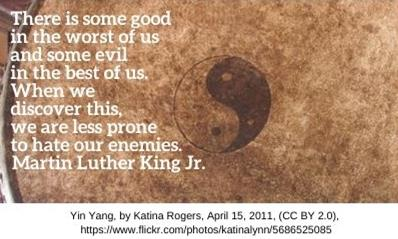 There is some good
in the worst of us
and some evil
in the best of us.
When we
discover this,
we are less prone
to hate our enemies.
Martin Luther King Jr.
Yin Yang, by Katina Rogers, April 15, 2011, (CC BY 2.0),
https://www.flickr.com/photos/katinalynn/5686525085